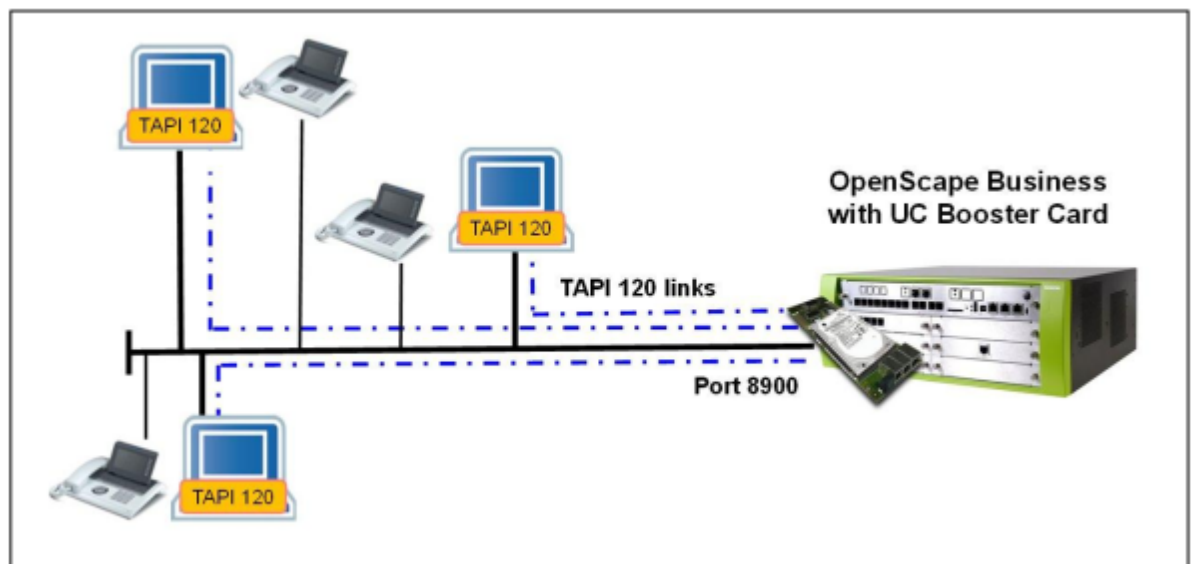 TAPI 120
TAPI 120
OpenScape Business
with UC Booster Card
TAPI 120 links
Port 8900
TAPI 120